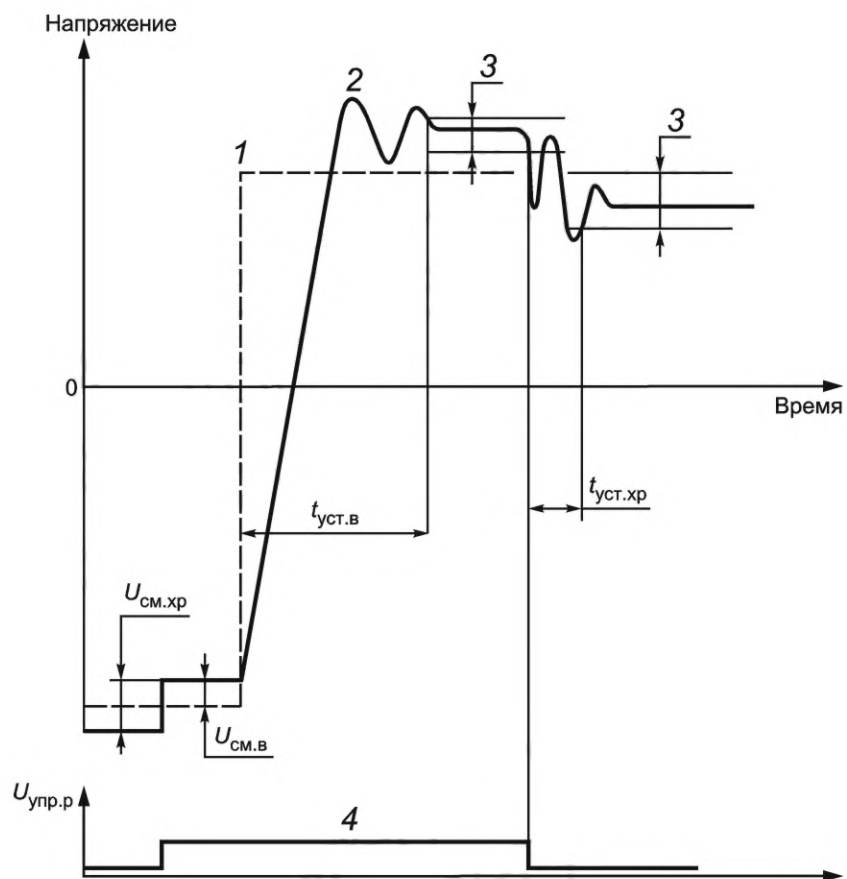 Напряжение
2
3
3
1
0
Время
tуст.в
tуст.хр
Uсм.хр
Uсм.в
Uупр.р
4